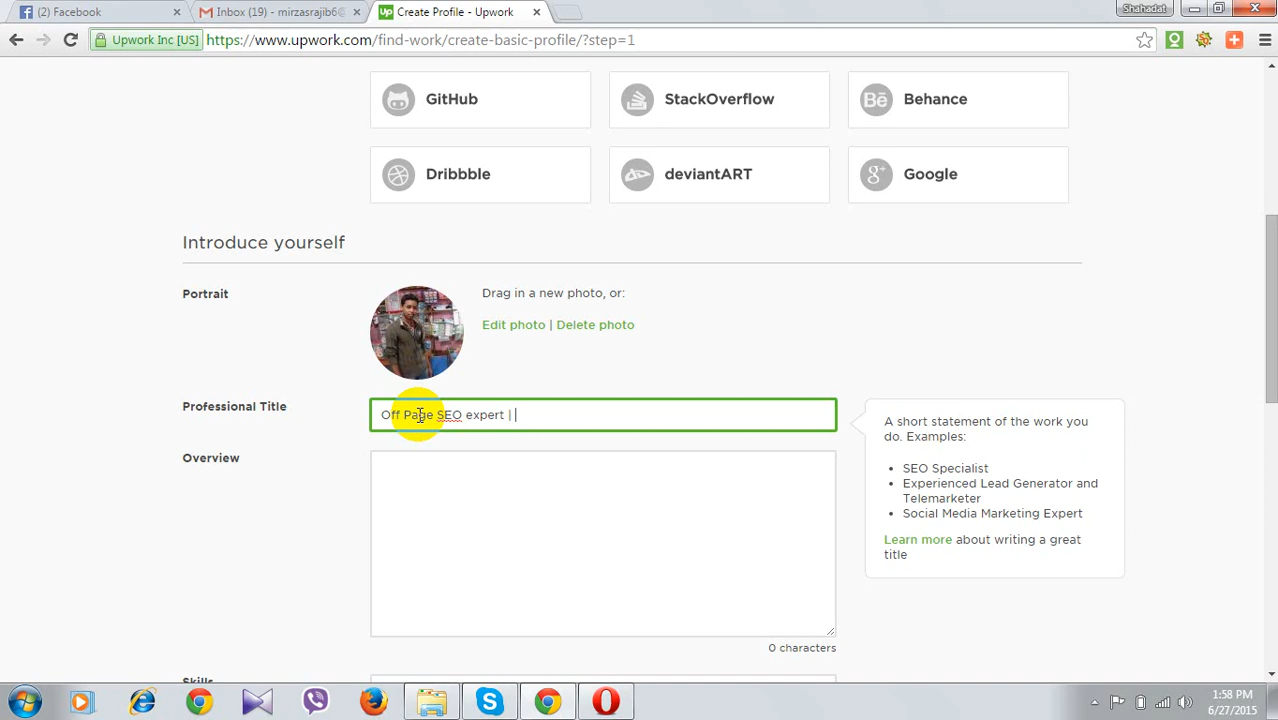 (2) Facebook
Inbox (19) - mirzasrajib6@
Create Profile - Upwork
Shahadat
Upwork Inc [US]
https://www.upwork.com/find-work/create-basic-profile/?step=1
GitHub
StackOverflow
Behance
Dribbble
deviantART
Google
Introduce yourself
Portrait
Drag in a new photo, or:
Edit photo | Delete photo
Professional Title
Off Page SEO expert |
A short statement of the work you
do. Examples:
SEO Specialist
Experienced Lead Generator and
Telemarketer
Social Media Marketing Expert
Learn more about writing a great
title
Overview
0 characters
Skills
1:58 PM
6/27/2015